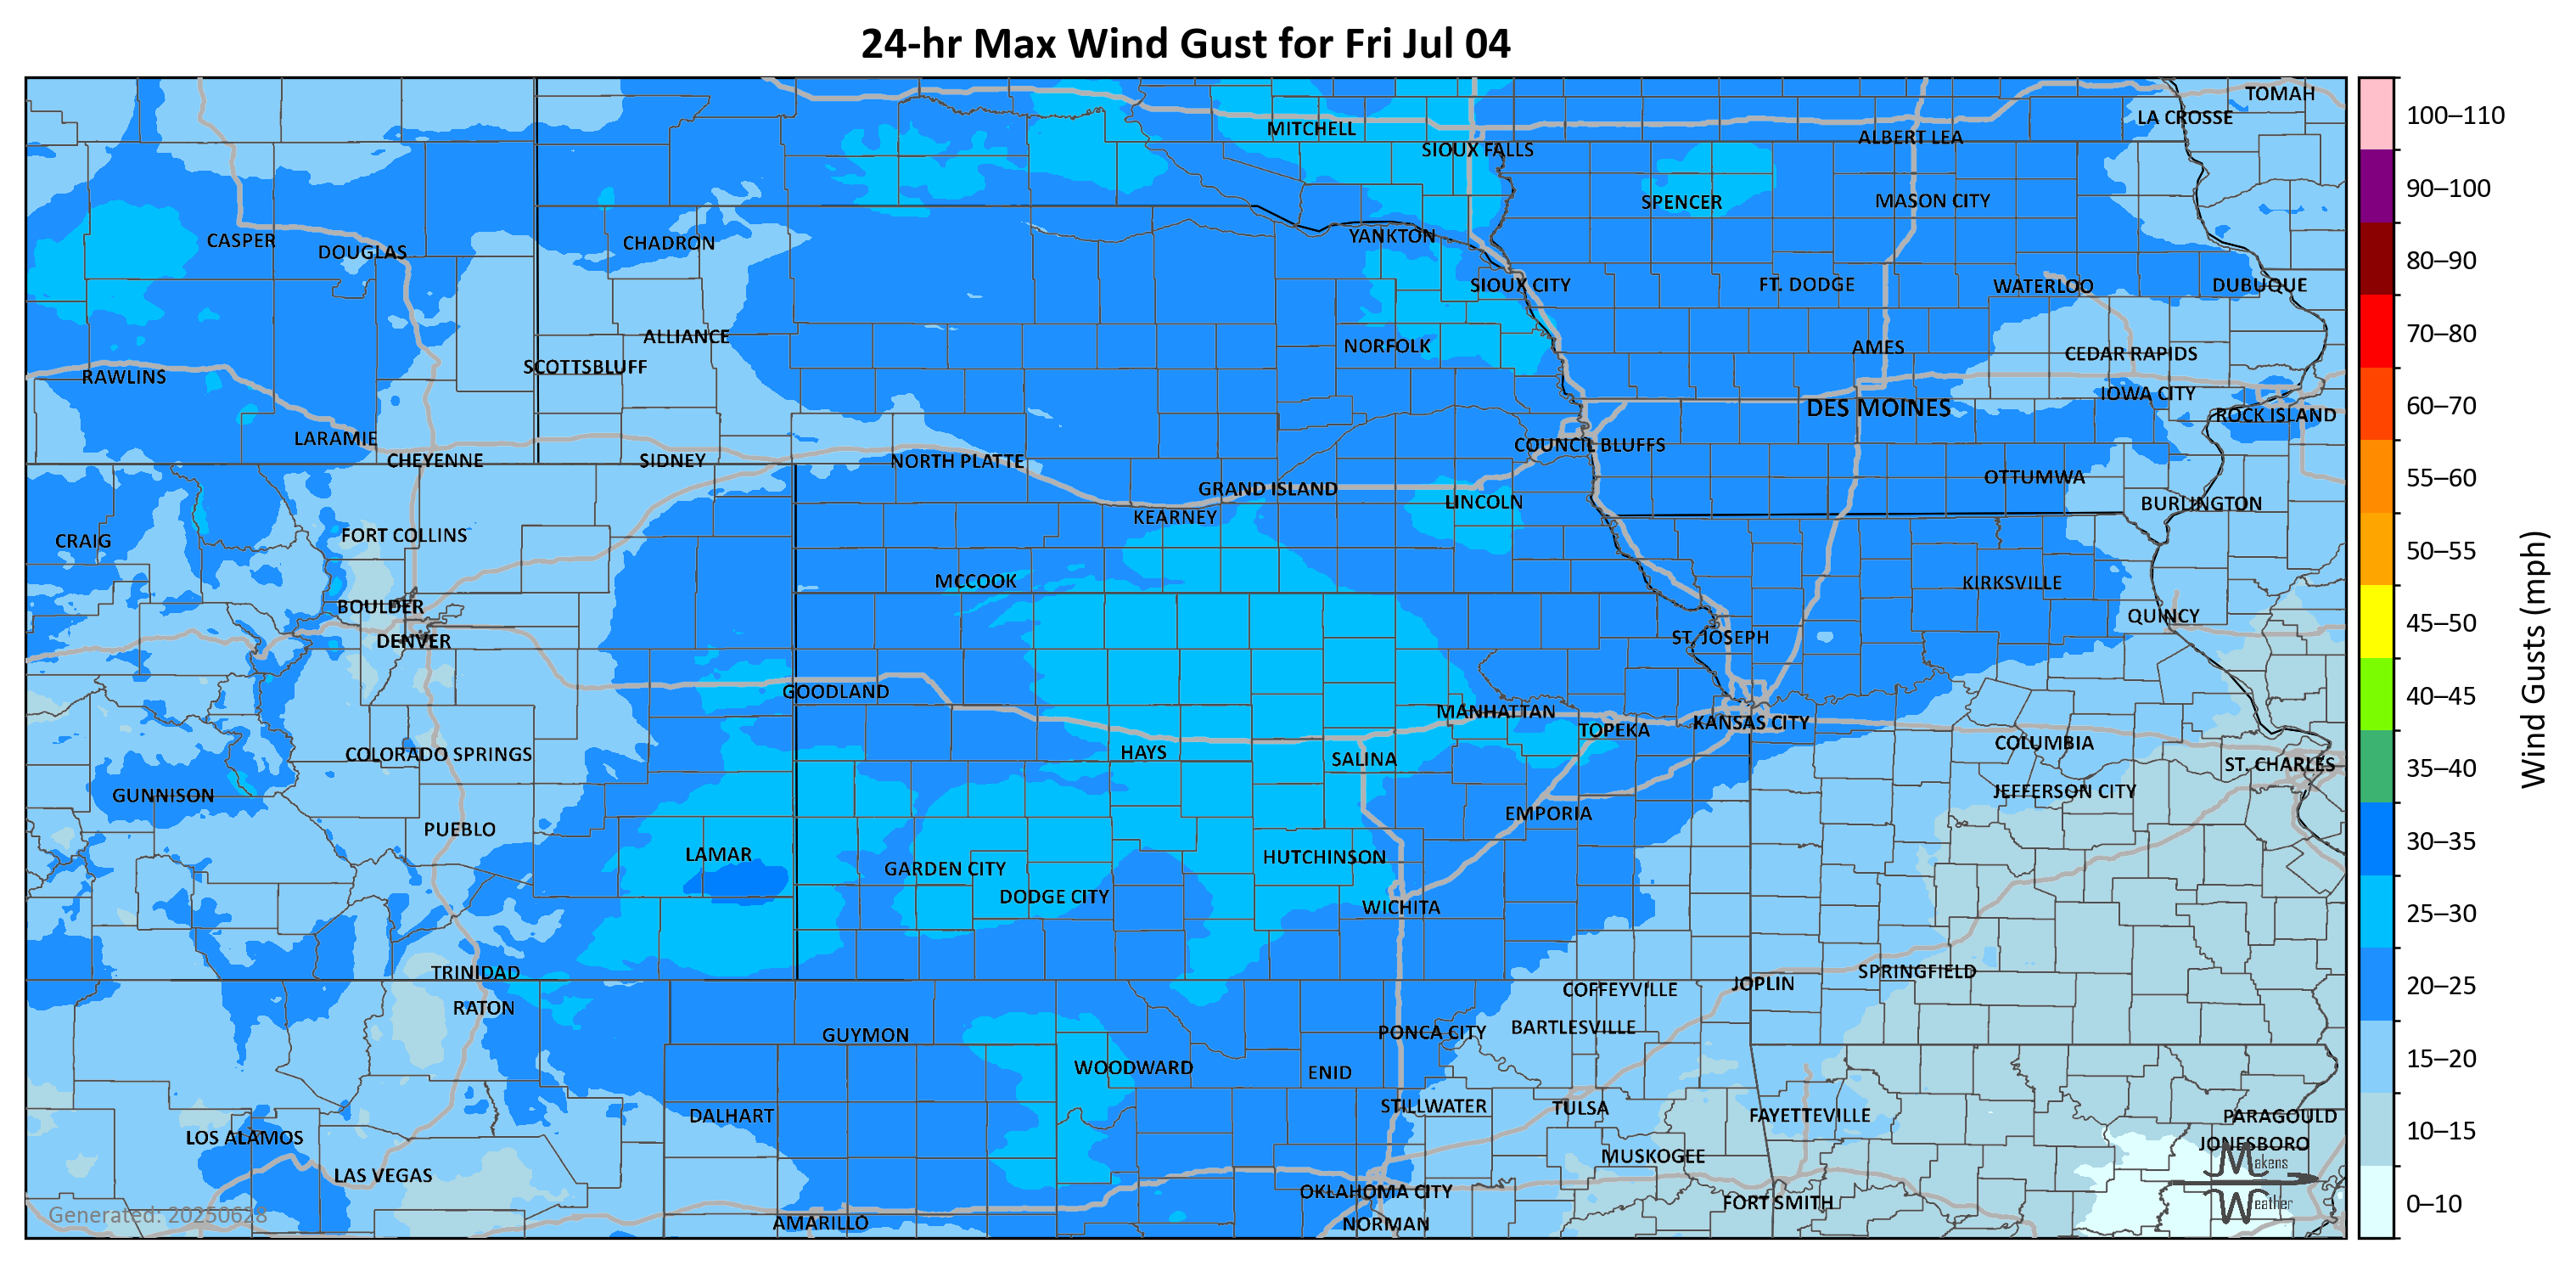 24-hr Max Wind Gust for Fri Jul 04
TOMAH
LA CROSSE
MITCHELL
ALBERT LEA
SIOUX FALLS
SPENCER
MASON CITY
CASPER
DOUGLAS
CHADRON
YANKTON
SIOUX CITY
FT. DODGE
WATERLOO
DUBUQUE
ALLIANCE
NORFOLK
AMES
CEDAR RAPIDS
SCOTTSBLUFF
RAWLINS
IOWA CITY
DES MOINES
ROCK ISLAND
LARAMIE
COUNCIL BLUFFS
CHEYENNE
SIDNEY
NORTH PLATTE
OTTUMWA
GRAND ISLAND
LINCOLN
BURLINGTON
KEARNEY
FORT COLLINS
CRAIG
MCCOOK
KIRKSVILLE
BOULDER
QUINCY
DENVER
ST. JOSEPH
GOODLAND
MANHATTAN
TOPEKA
KANSAS CITY
COLUMBIA
COLORADO SPRINGS
HAYS
SALINA
ST. CHARLES
GUNNISON
JEFFERSON CITY
EMPORIA
PUEBLO
LAMAR
HUTCHINSON
GARDEN CITY
DODGE CITY
WICHITA
TRINIDAD
SPRINGFIELD
JOPLIN
COFFEYVILLE
RATON
BARTLESVILLE
PONCA CITY
GUYMON
WOODWARD
ENID
STILLWATER
TULSA
DALHART
FAYETTEVILLE
PARAGOULD
LOS ALAMOS
JONESBORO
MUSKOGEE
LAS VEGAS
OKLAHOMA CITY
FORT SMITH
AMARILLO
NORMAN
Generated: 20250628
Makens
Weather
100–110
90–100
80–90
70–80
60–70
55–60
50–55
45–50
40–45
35–40
30–35
25–30
20–25
15–20
10–15
0–10
Wind Gusts (mph)